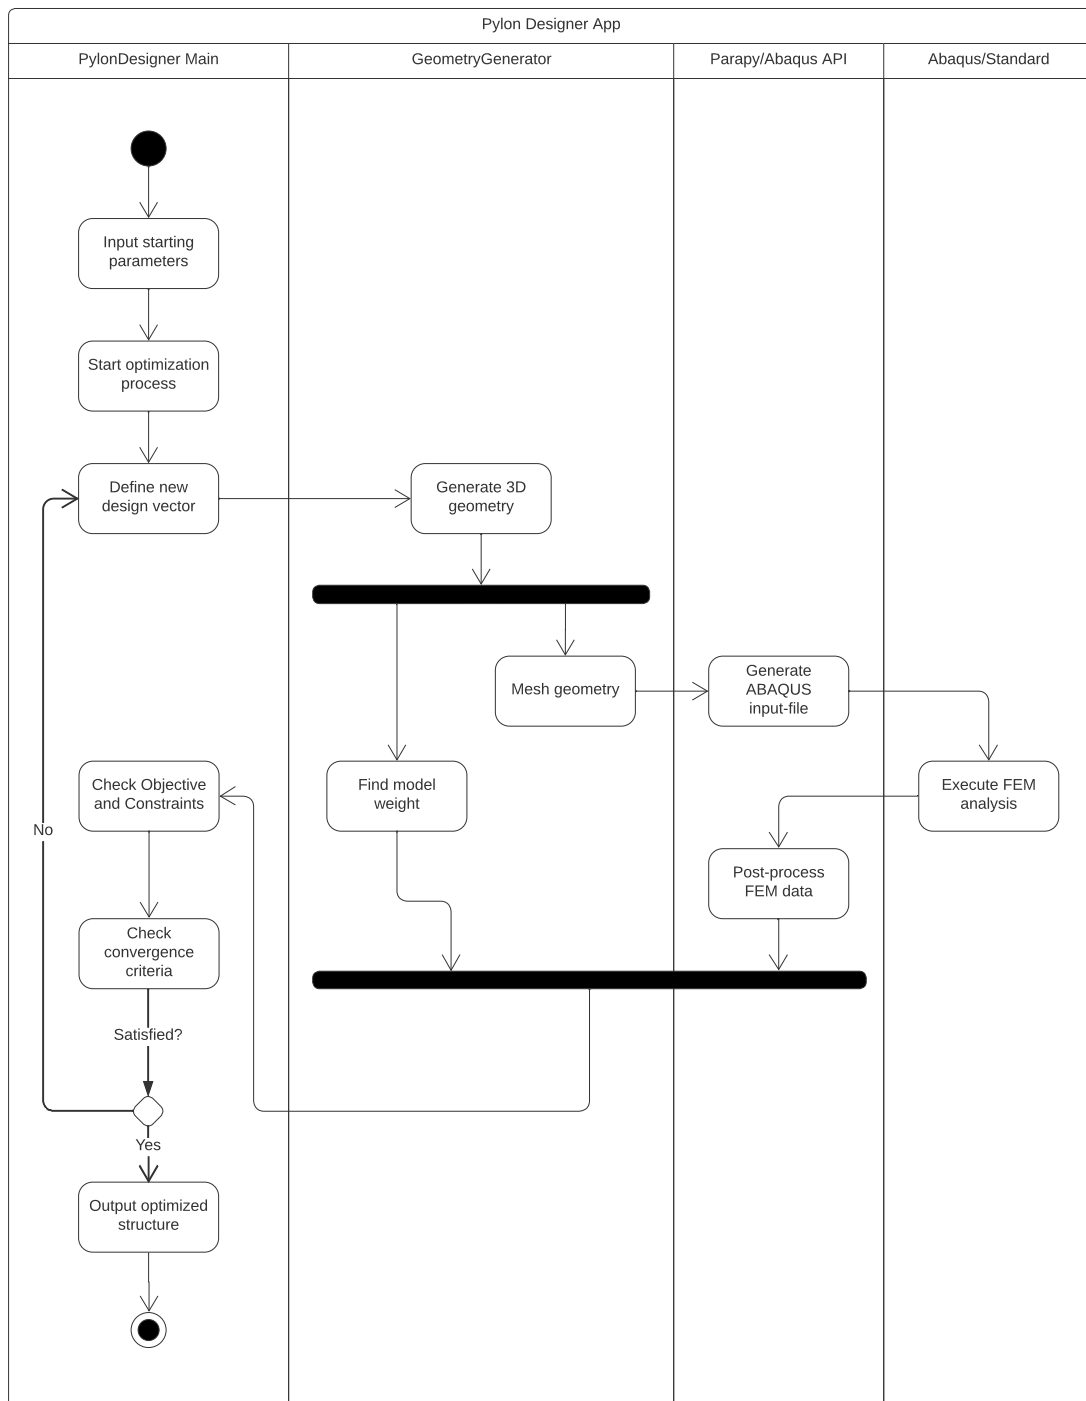 Pylon Designer App
PylonDesigner Main
GeometryGenerator
Parapy/Abaqus API
Abaqus/Standard
Input starting
parameters
Start optimization
process
Define new
design vector
Generate 3D
geometry
Mesh geometry
Generate
ABAQUS
input-file
Check Objective
and Constraints
Find model
weight
Execute FEM
analysis
No
Post-process
FEM data
Check
convergence
criteria
Satisfied?
Yes
Output optimized
structure